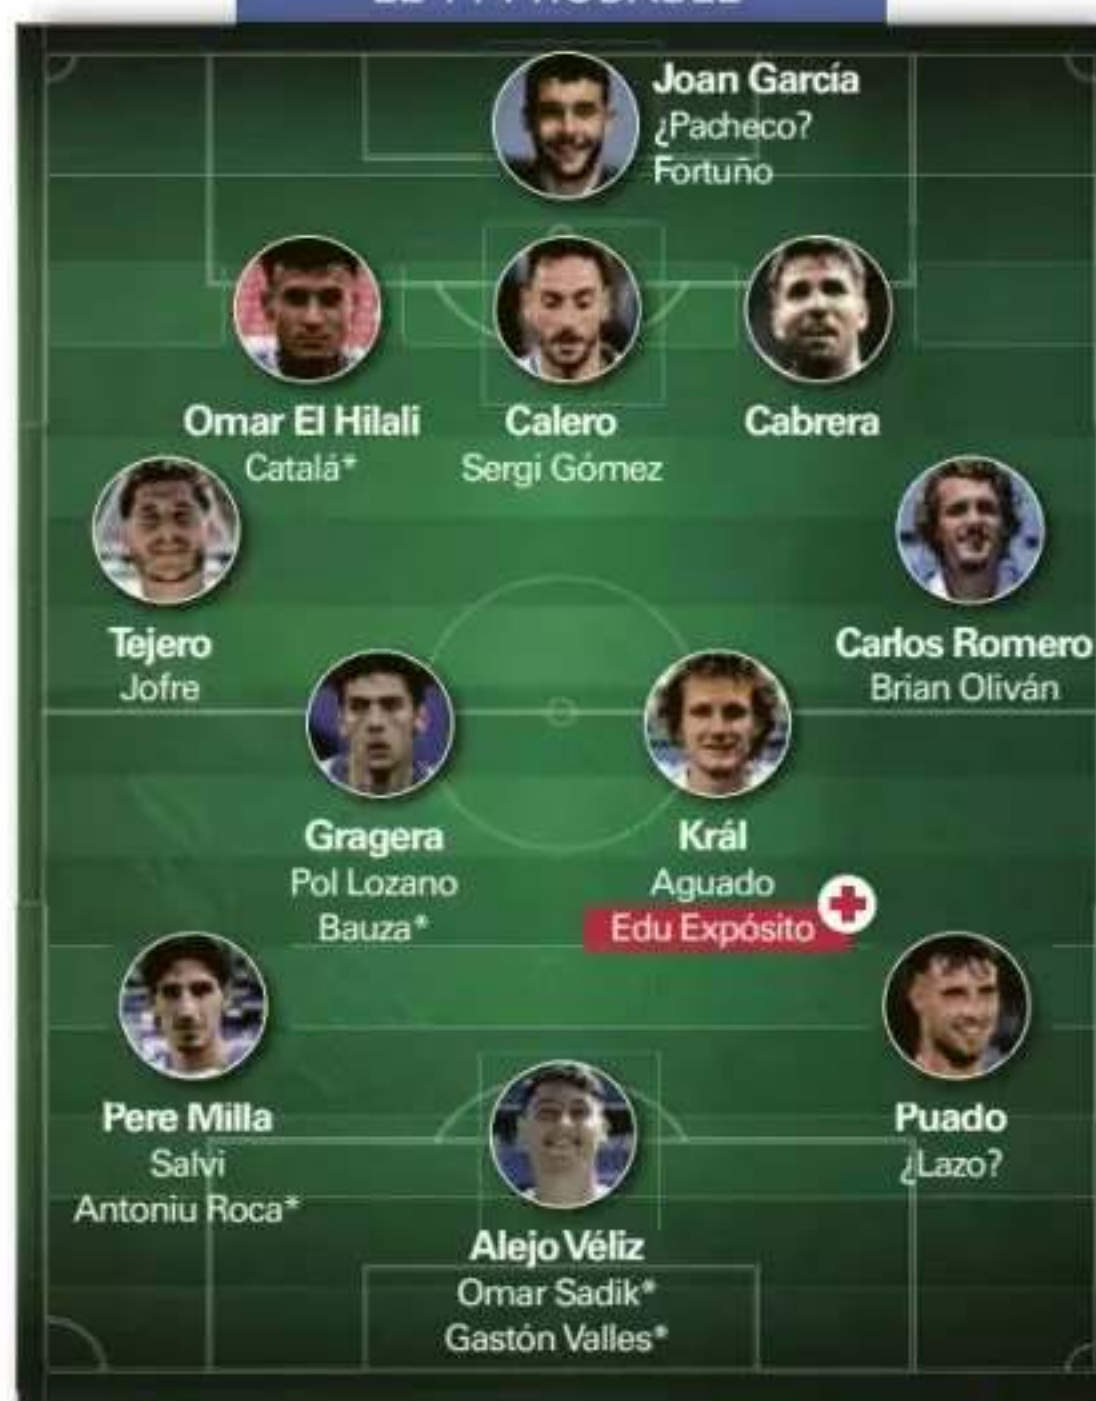 Joan García
¿Pacheco?
Fortuño
Omar El Hilali
Catalá*
Calero
Sergi Gómez
Cabrera
Tejero
Jofre
Carlos Romero
Brian Oliván
Gragera
Pol Lozano
Bauza*
Král
Aguado
Edu Expósito
Pere Milla
Salvi
Antoniu Roca*
Puado
¿Lazo?
Alejo Véliz
Omar Sadik*
Gastón Valles*